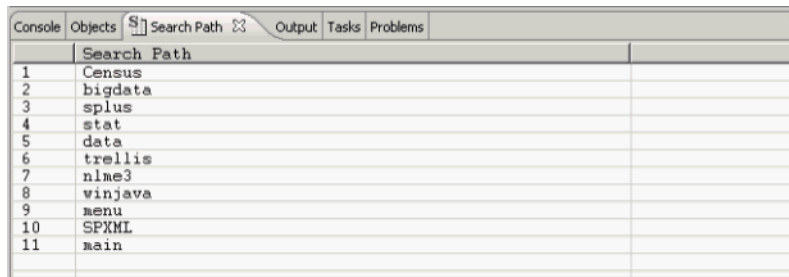 Console Objects S Search Path Output Tasks Problems
Search Path
1 Census
2 bigdata
3 splus
4 stat
5 data
6 trellis
7 nlme3
8 winjava
9 menu
10 SPXML
11 main